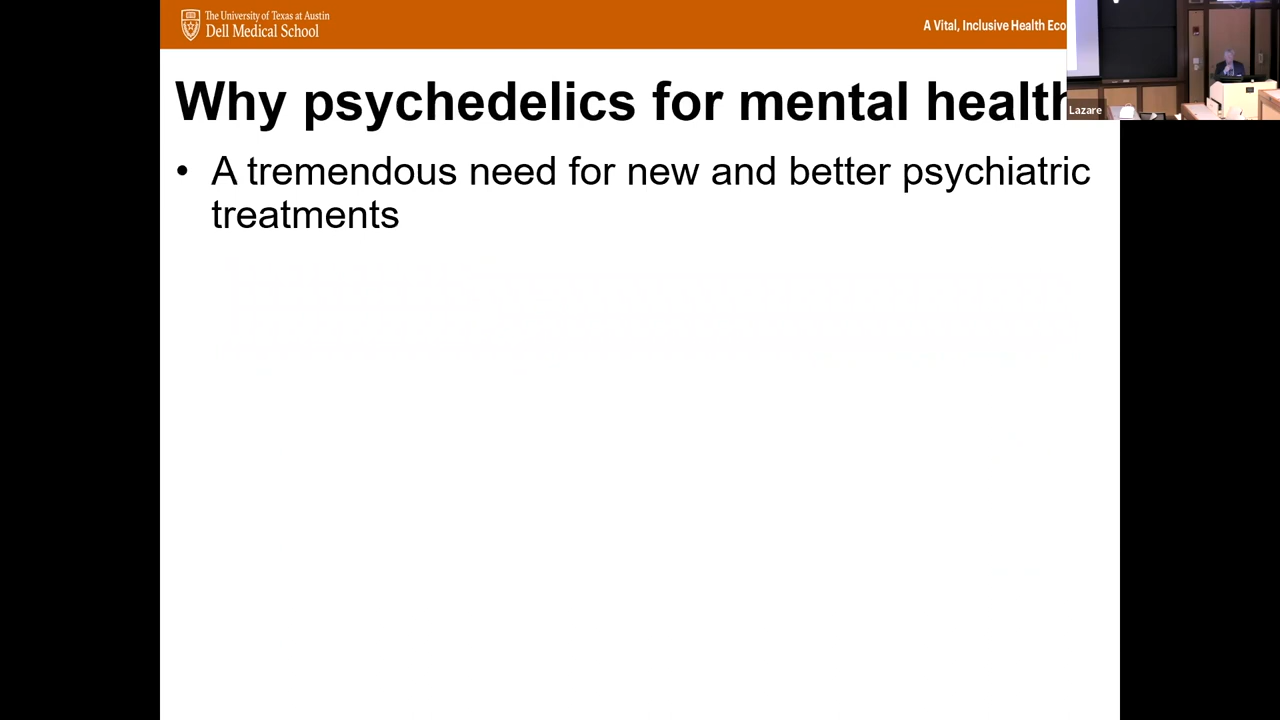 The University of Texas at Austin
Dell Medical School
A Vital, Inclusive Health Eco
Why psychedelics for mental health
Lazare
• A tremendous need for new and better psychiatric
treatments